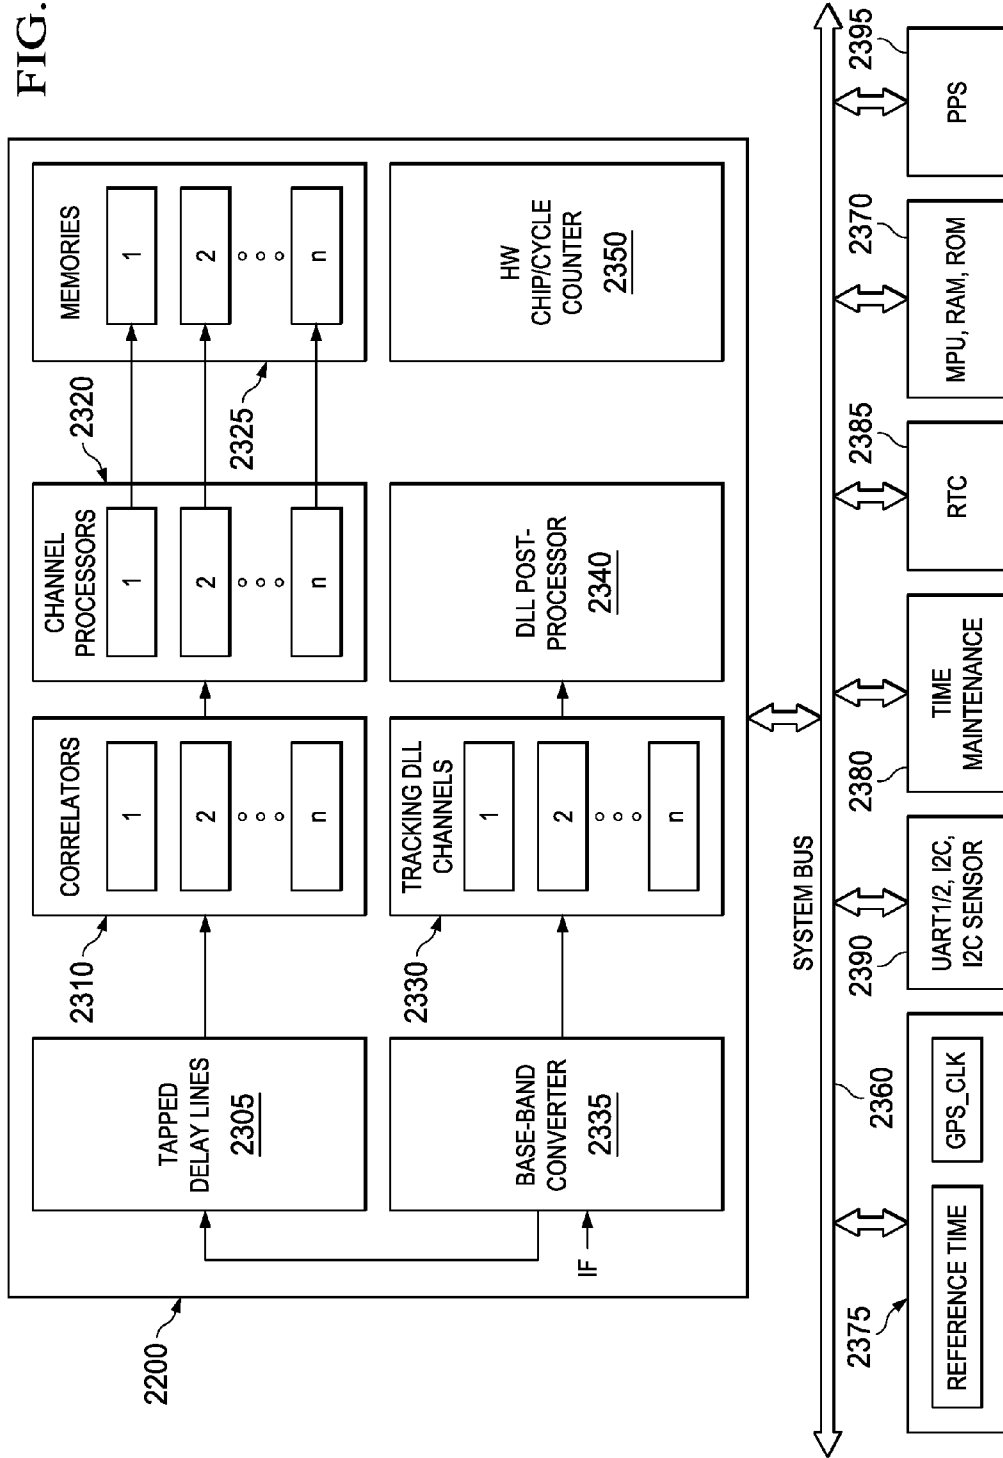 FIG.
2200
TAPPED
DELAY LINES
2305
2310
CORRELATORS
1
2
n
CHANNEL
PROCESSORS
1
2
n
2320
MEMORIES
1
2
n
2325
IF
BASE-BAND
CONVERTER
2335
2330
TRACKING DLL
CHANNELS
1
2
n
DLL POST-
PROCESSOR
2340
HW
CHIP/CYCLE
COUNTER
2350
SYSTEM BUS
2360
2375
REFERENCE TIME
GPS_CLK
2390
UART1/2, I2C,
I2C SENSOR
2380
TIME
MAINTENANCE
2385
RTC
2370
MPU, RAM, ROM
2395
PPS